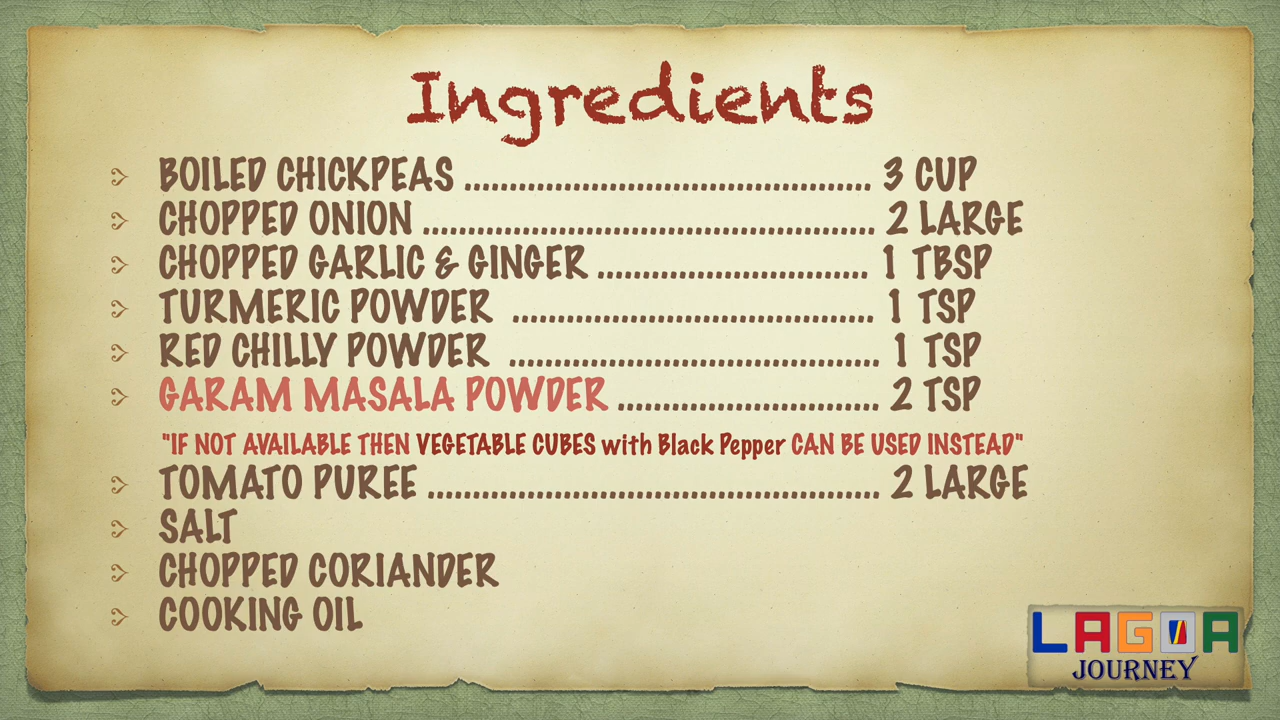 Ingredients
BOILED CHICKPEAS ............................................. 3 CUP
CHOPPED ONION .................................................. 2 LARGE
CHOPPED GARLIC & GINGER .............................. 1 TBSP
TURMERIC POWDER ........................................ 1 TSP
RED CHILLY POWDER ......................................... 1 TSP
GARAM MASALA POWDER ............................. 2 TSP
"IF NOT AVAILABLE THEN VEGETABLE CUBES with Black Pepper CAN BE USED INSTEAD"
TOMATO PUREE .................................................. 2 LARGE
SALT
CHOPPED CORIANDER
COOKING OIL
LAGOA
JOURNEY